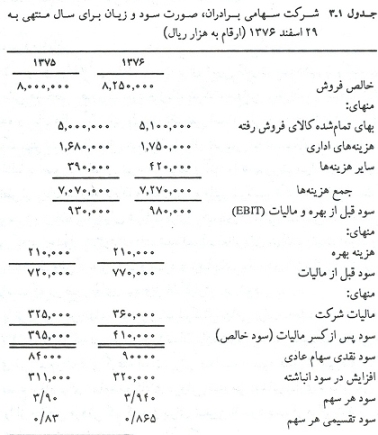 جدول ۳.۱ شرکت سهامی برادران، صورت سود و زیان برای سال منتهی به
۲۹ اسفند ۱۳۷۶ (ارقام به هزار ریال)
۱۳۷۶ ۱۳۷۵
خالص فروش ۸,۲۵۰,۰۰۰ ۸,۰۰۰,۰۰۰
منهای:
بهای تمام‌شده کالای فروش رفته ۵,۱۰۰,۰۰۰ ۵,۰۰۰,۰۰۰
هزینه‌های اداری ۱,۷۵۰,۰۰۰ ۱,۶۸۰,۰۰۰
سایر هزینه‌ها ۴۲۰,۰۰۰ ۳۹۰,۰۰۰
جمع هزینه‌ها ۷,۲۷۰,۰۰۰ ۷,۰۷۰,۰۰۰
سود قبل از بهره و مالیات (EBIT) ۹۸۰,۰۰۰ ۹۳۰,۰۰۰
منهای:
هزینه بهره ۲۱۰,۰۰۰ ۲۱۰,۰۰۰
سود قبل از مالیات ۷۷۰,۰۰۰ ۷۲۰,۰۰۰
منهای:
مالیات شرکت ۳۶۰,۰۰۰ ۳۲۵,۰۰۰
سود پس از کسر مالیات (سود خالص) ۴۱۰,۰۰۰ ۳۹۵,۰۰۰
سود نقدی سهام عادی ۹۰۰۰۰ ۸۴۰۰۰
افزایش در سود انباشته ۳۲۰,۰۰۰ ۳۱۱,۰۰۰
سود هر سهم ۳/۹۴۰ ۳/۹۰
سود تقسیمی هر سهم ۰/۸۶۵ ۰/۸۳